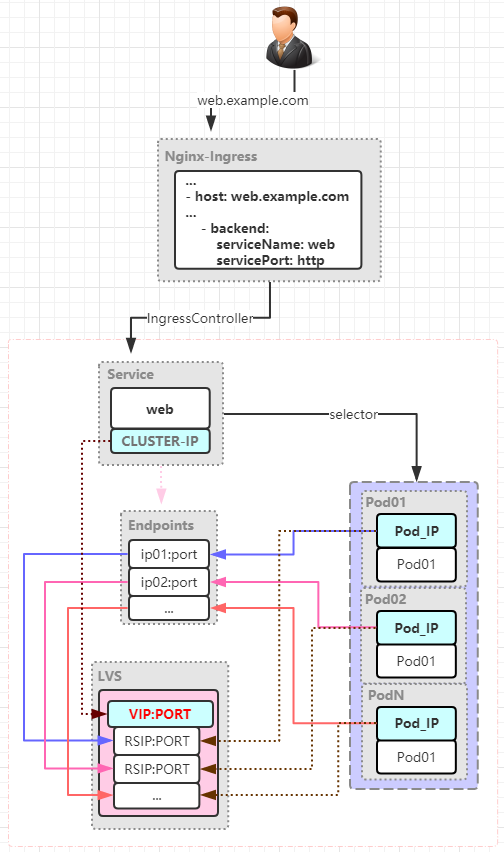 web.example.com
Nginx-Ingress
...
- host: web.example.com
...
- backend:
serviceName: web
servicePort: http
IngressController
Service
web
CLUSTER-IP
selector
Endpoints
ip01:port
ip02:port
...
Pod01
Pod_IP
Pod01
Pod02
Pod_IP
Pod01
PodN
Pod_IP
Pod01
LVS
VIP:PORT
RSIP:PORT
RSIP:PORT
...